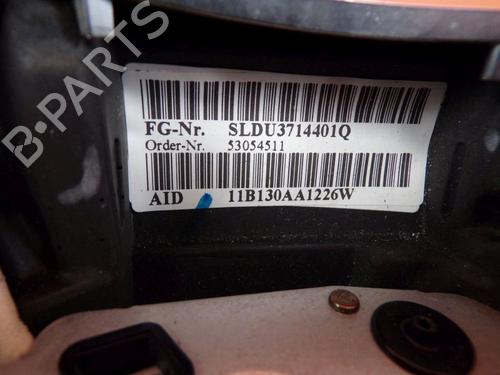 B-PARTS
FG-Nr. SLDU3714401Q
Order-Nr. 53054511
AID 11B130AA1226W